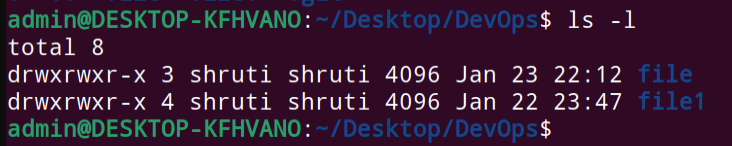 admin@DESKTOP-KFHVANO:~/Desktop/DevOps$ ls -l
total 8
drwxrwxr-x 3 shruti shruti 4096 Jan 23 22:12 file
drwxrwxr-x 4 shruti shruti 4096 Jan 22 23:47 file1
admin@DESKTOP-KFHVANO:~/Desktop/DevOps$